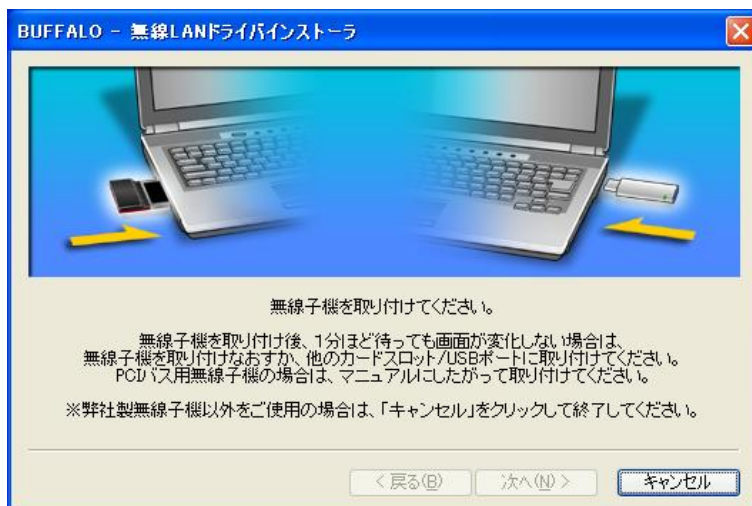 BUFFALO - 無線LANドライバインストーラ
無線子機を取り付けてください。
無線子機を取り付け後、1分ほど待っても画面が変化しない場合は、
無線子機を取り付けなおすか、他のカードスロット/USBポートに取り付けてください。
PCIバス用無線子機の場合は、マニュアルにしたがって取り付けてください。
※弊社製無線子機以外をご使用の場合は、「キャンセル」をクリックして終了してください。
< 戻る(B)
次へ(N) >
キャンセル